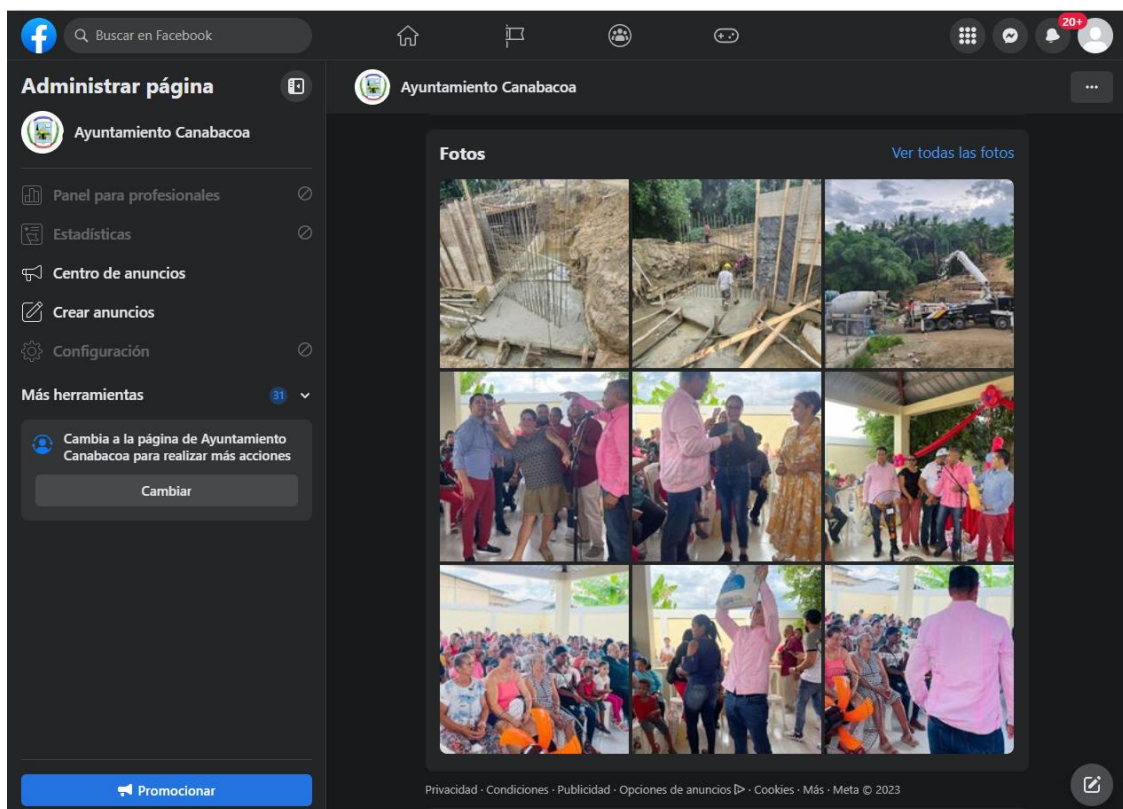 Buscar en Facebook
20+
Administrar página
Ayuntamiento Canabacoa
Panel para profesionales
Estadísticas
Centro de anuncios
Crear anuncios
Configuración
Más herramientas
31
Cambia a la página de Ayuntamiento
Canabacoa para realizar más acciones
Cambiar
Promocionar
Ayuntamiento Canabacoa
Fotos
Ver todas las fotos
Privacidad · Condiciones · Publicidad · Opciones de anuncios · Cookies · Más · Meta © 2023